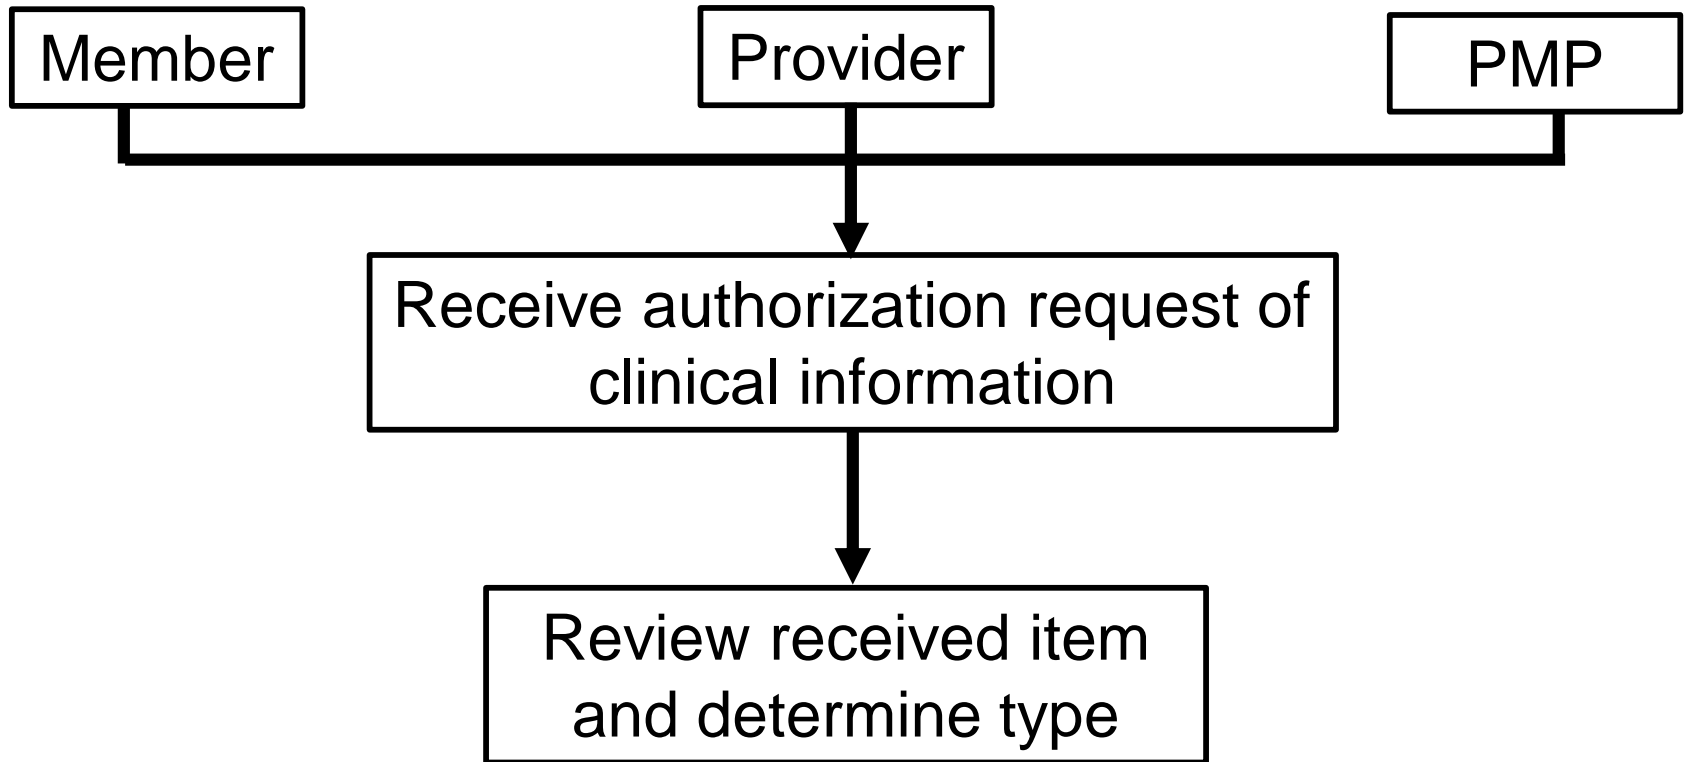 Member
Provider
PMP
Receive authorization request of
clinical information
Review received item
and determine type